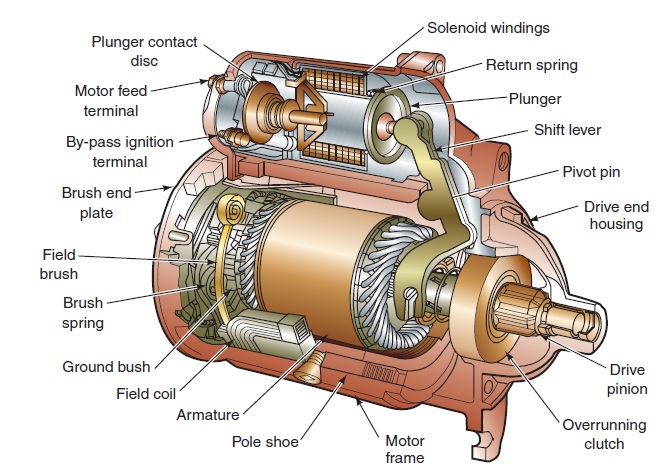 Solenoid windings
Plunger contact
disc
Return spring
Motor feed
terminal
Plunger
Shift lever
By-pass ignition
terminal
Pivot pin
Brush end
plate
Drive end
housing
Field
brush
Brush
spring
Ground bush
Drive
pinion
Field coil
Armature
Overrunning
clutch
Pole shoe
Motor
frame